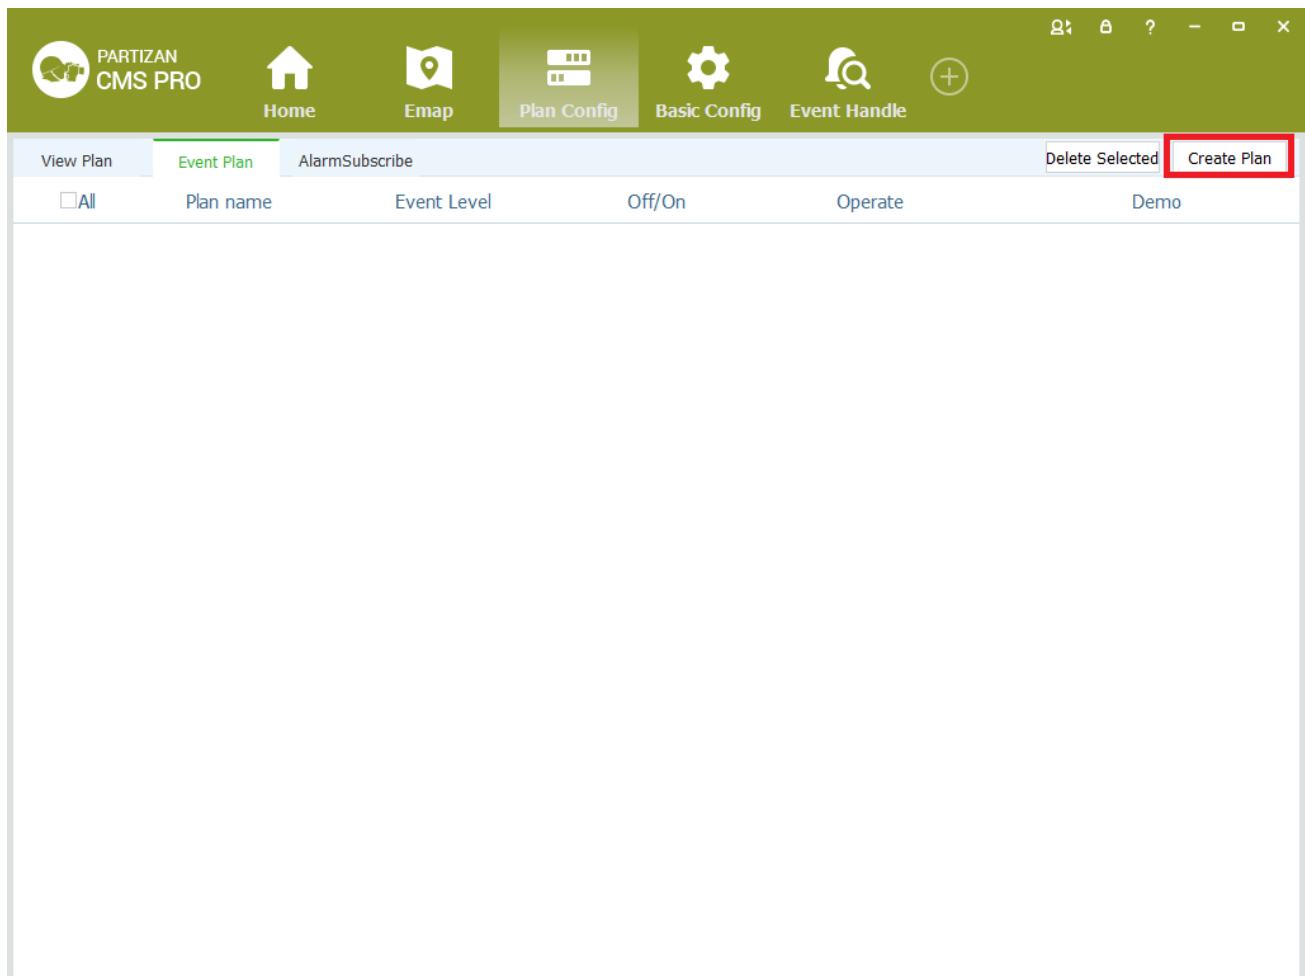 PARTIZAN
CMS PRO
Home
Emap
Plan Config
Basic Config
Event Handle
?
View Plan
Event Plan
AlarmSubscribe
Delete Selected
Create Plan
All
Plan name
Event Level
Off/On
Operate
Demo